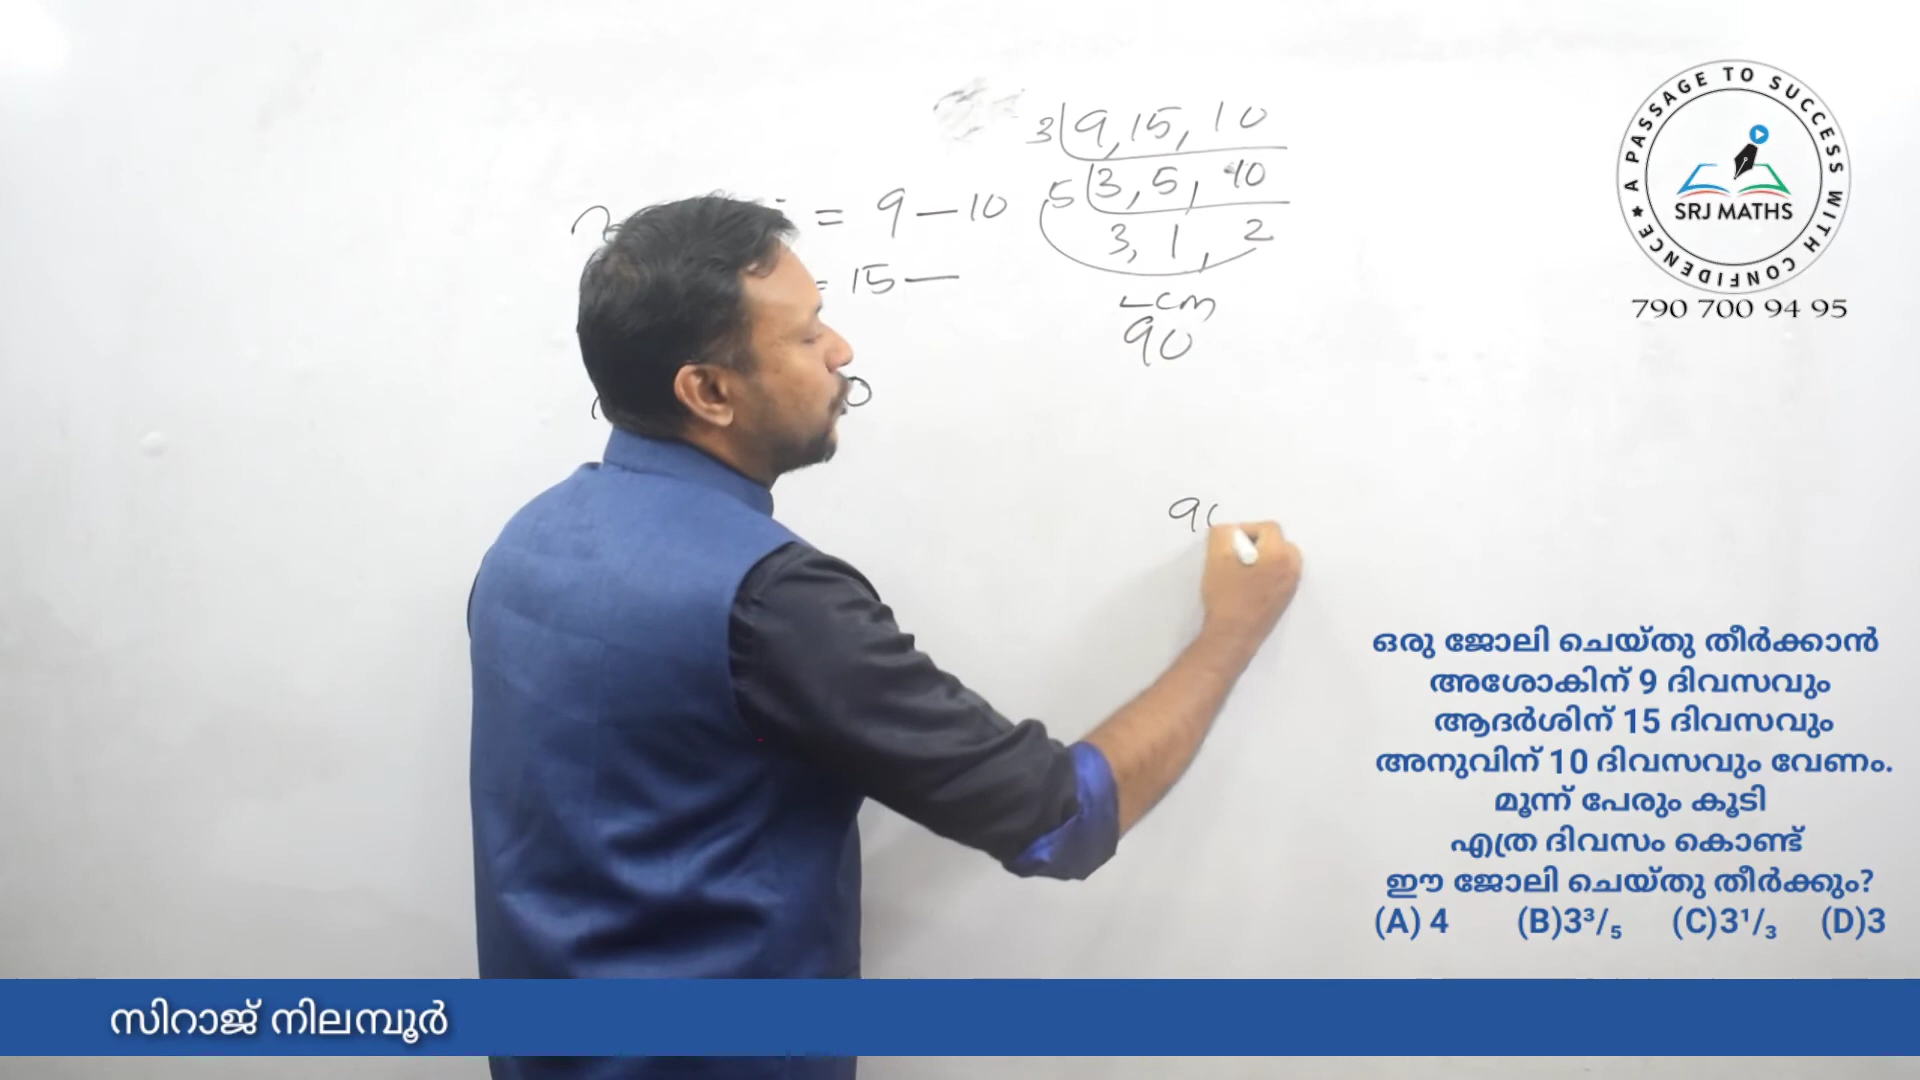 3 9, 15, 10
5 3, 5, 10
3, 1, 2
= 9 — 10
= 15 —
Lcm
90
0
90
A PASSAGE TO SUCCESS WITH CONFIDENCE
SRJ MATHS
790 700 94 95
ഒരു ജോലി ചെയ്തു തീർക്കാൻ
അശോകിന് 9 ദിവസവും
ആദർശിന് 15 ദിവസവും
അനുവിന് 10 ദിവസവും വേണം.
മൂന്ന് പേരും കൂടി
എത്ര ദിവസം കൊണ്ട്
ഈ ജോലി ചെയ്തു തീർക്കും?
(A) 4 (B)3³/₅ (C)3¹/₃ (D)3
സിറാജ് നിലമ്പൂർ